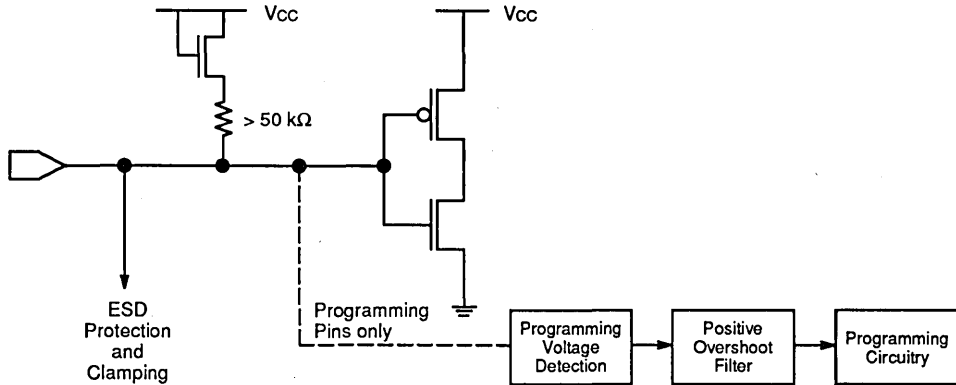 VCC
VCC
> 50 kΩ
ESD
Protection
and
Clamping
Programming
Pins only
Programming
Voltage
Detection
Positive
Overshoot
Filter
Programming
Circuitry